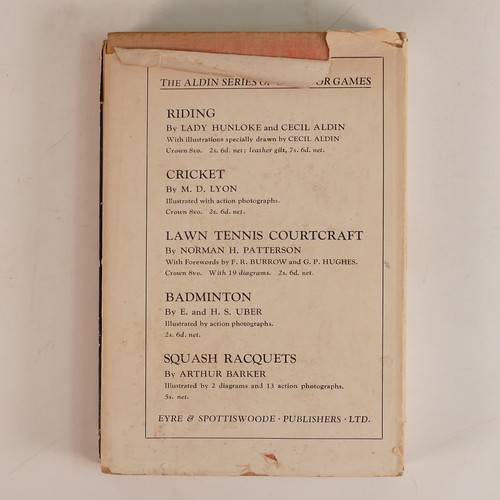 THE ALDIN SERIES OF OR GAMES
RIDING
By LADY HUNLOKE and CECIL ALDIN
With illustrations specially drawn by CECIL ALDIN
Crown 8vo. 2s. 6d. net; leather gilt, 7s. 6d. net.
CRICKET
By M. D. LYON
Illustrated with action photographs.
Crown 8vo. 2s. 6d. net.
LAWN TENNIS COURTCRAFT
By NORMAN H. PATTERSON
With Forewords by F. R. BURROW and G. P. HUGHES.
Crown 8vo. With 19 diagrams. 2s. 6d. net.
BADMINTON
By E. and H. S. UBER
Illustrated by action photographs.
2s. 6d. net.
SQUASH RACQUETS
By ARTHUR BARKER
Illustrated by 2 diagrams and 13 action photographs.
5s. net.
EYRE & SPOTTISWOODE · PUBLISHERS · LTD.